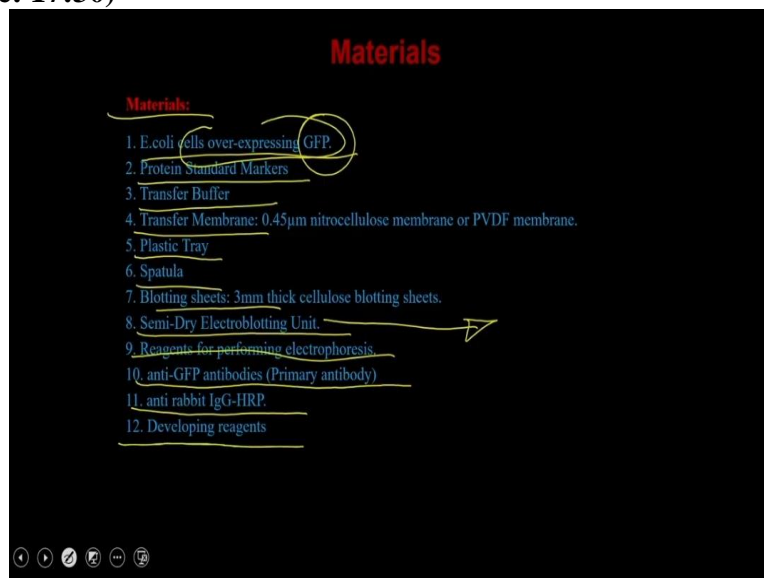 Materials
Materials:
1. E.coli cells over-expressing GFP.
2. Protein Standard Markers
3. Transfer Buffer
4. Transfer Membrane: 0.45µm nitrocellulose membrane or PVDF membrane.
5. Plastic Tray
6. Spatula
7. Blotting sheets: 3mm thick cellulose blotting sheets.
8. Semi-Dry Electroblotting Unit.
9. Reagents for performing electrophoresis.
10. anti-GFP antibodies (Primary antibody)
11. anti rabbit IgG-HRP.
12. Developing reagents